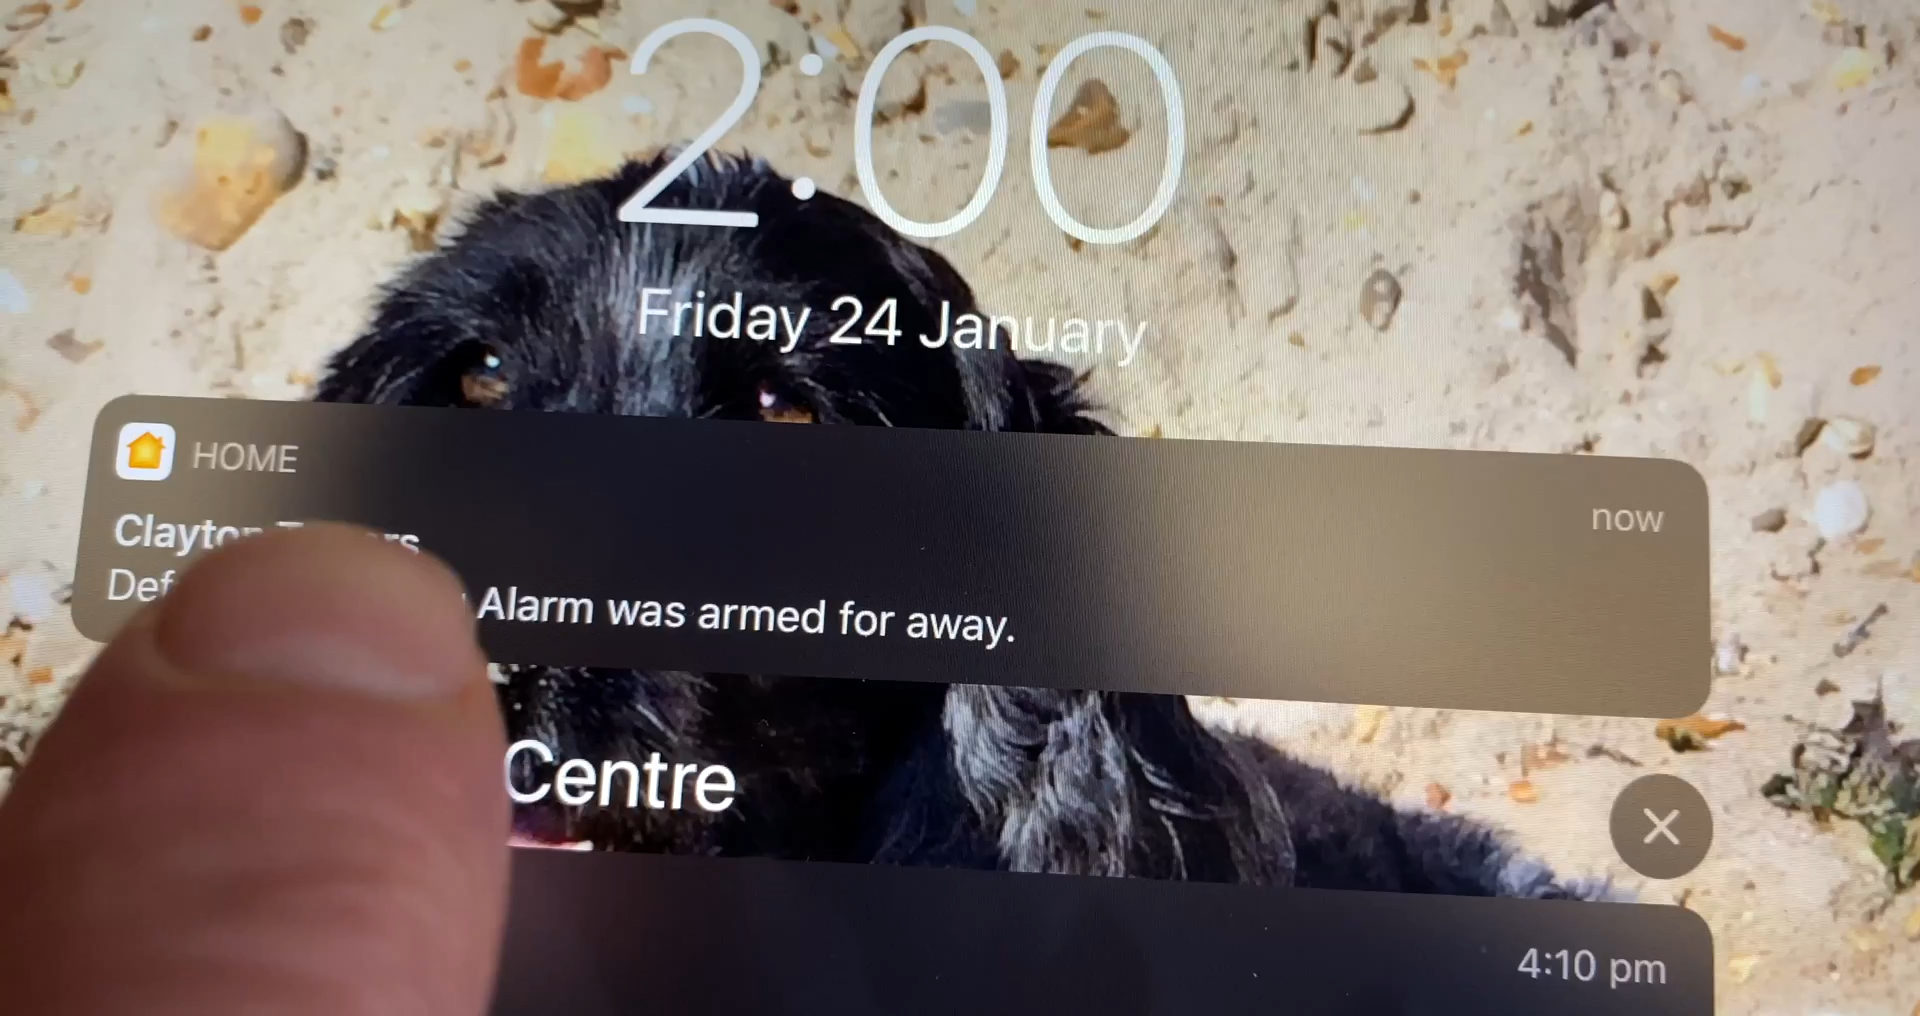 2:00
Friday 24 January
HOME
now
Alarm was armed for away.
Centre
4:10 pm